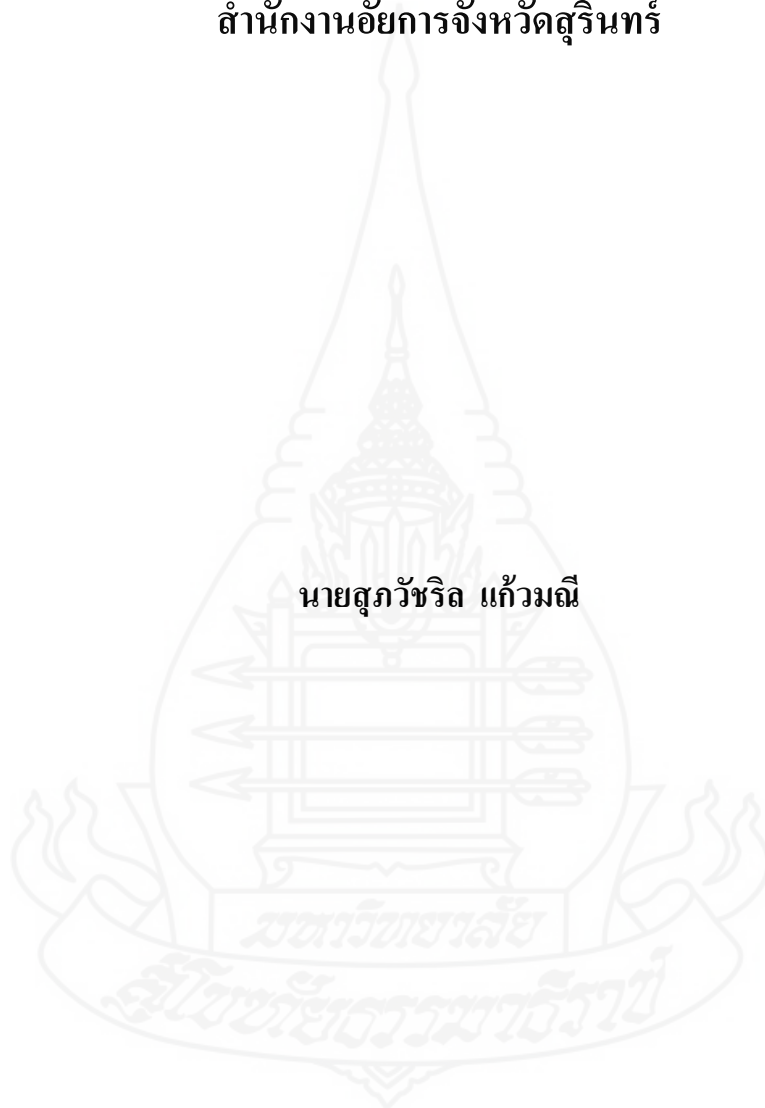 สำนักงานอัยการจังหวัดสุรินทร์
นายสุภวัชริล แก้วมณี
มหาวิทยาลัย
สุโขทัยธรรมาธิราช